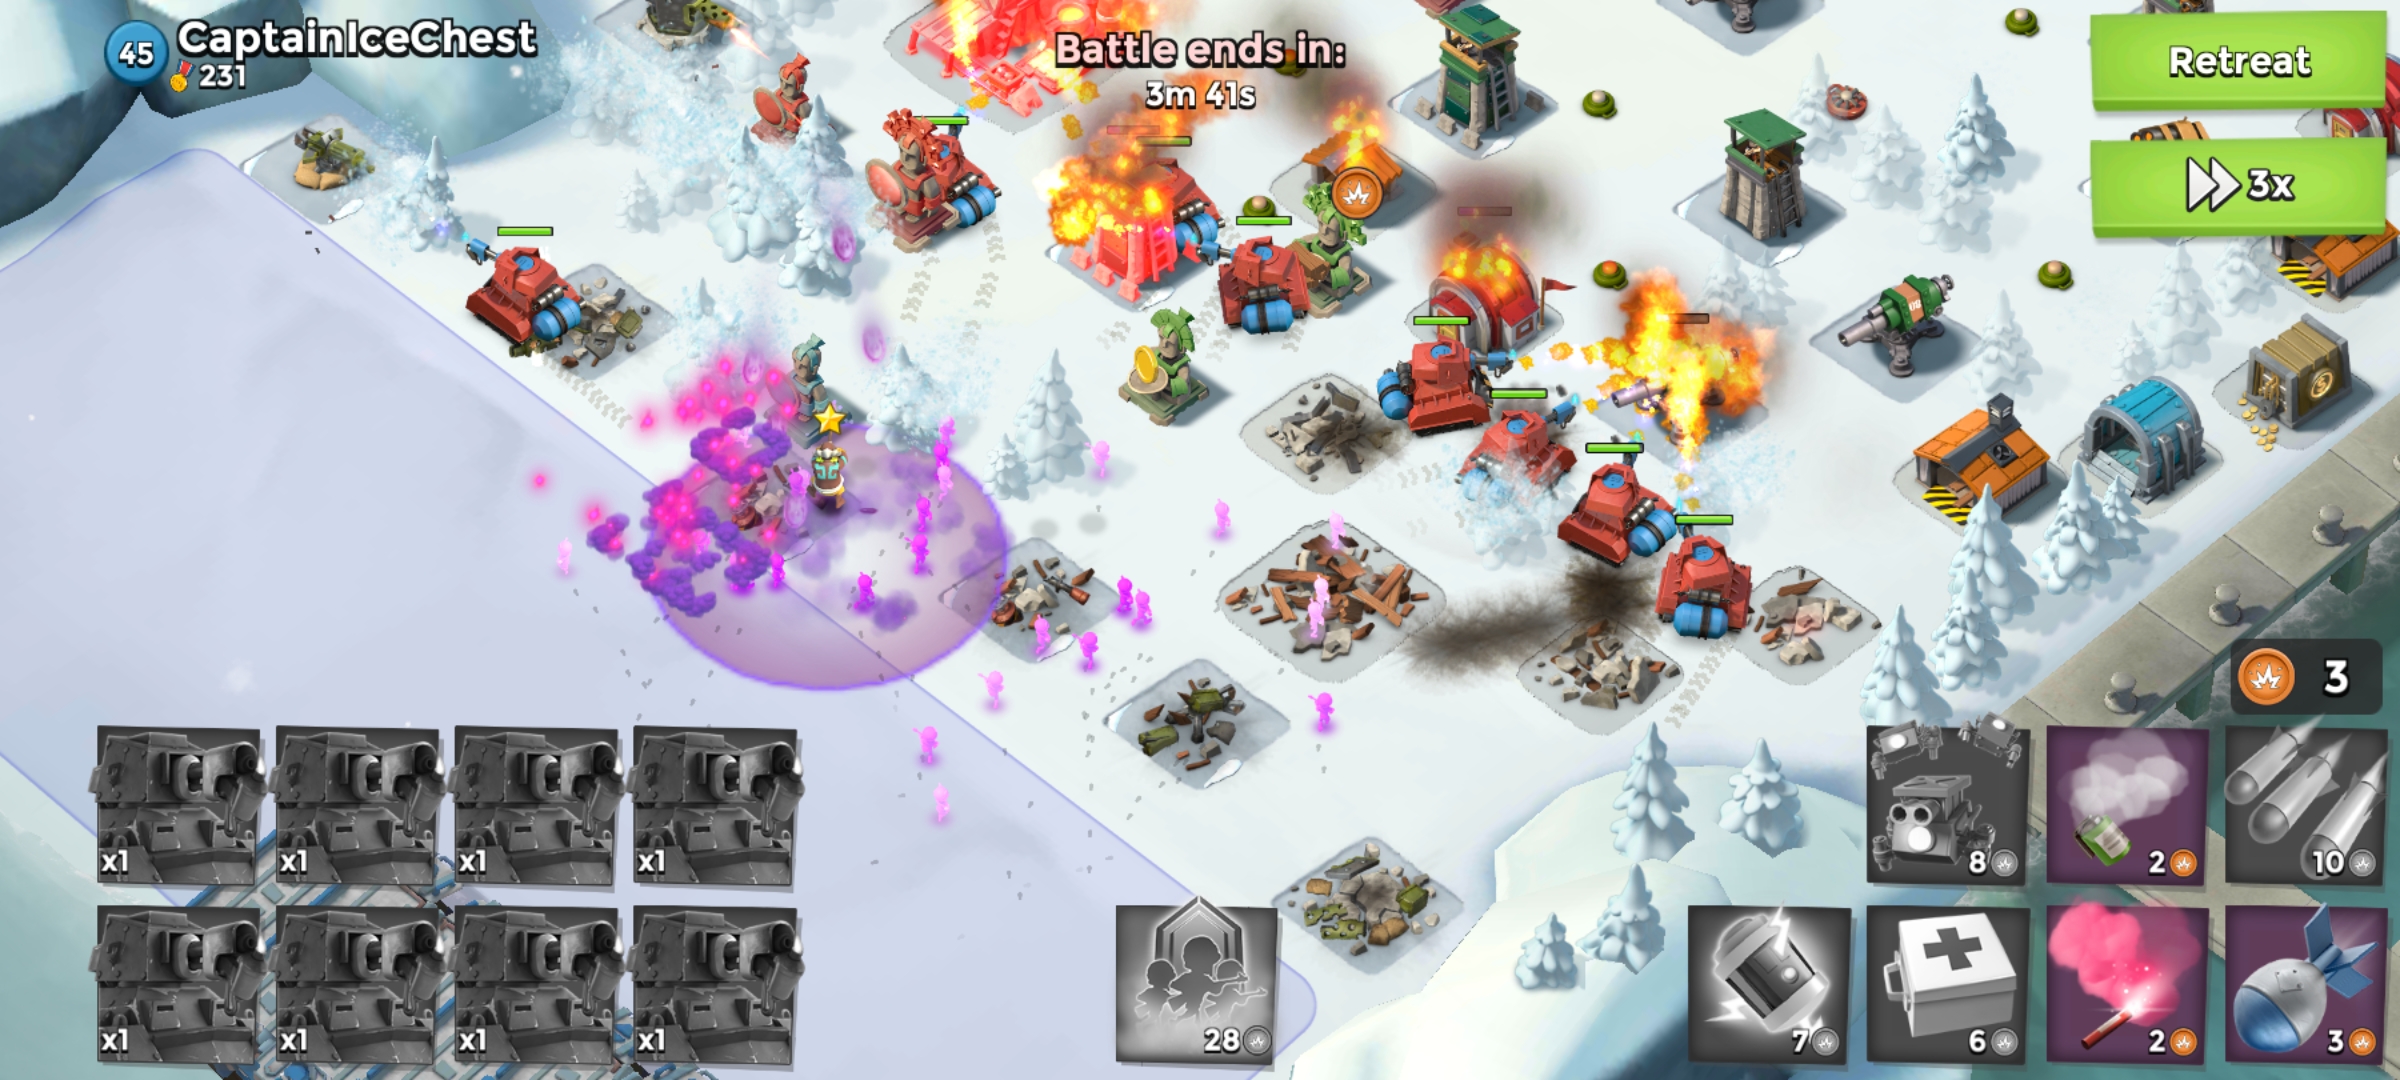 45
CaptainIceChest
231
Battle ends in:
3m 41s
Retreat
3x
3
x1
x1
x1
x1
8
2
10
x1
x1
x1
x1
28
7
6
2
3